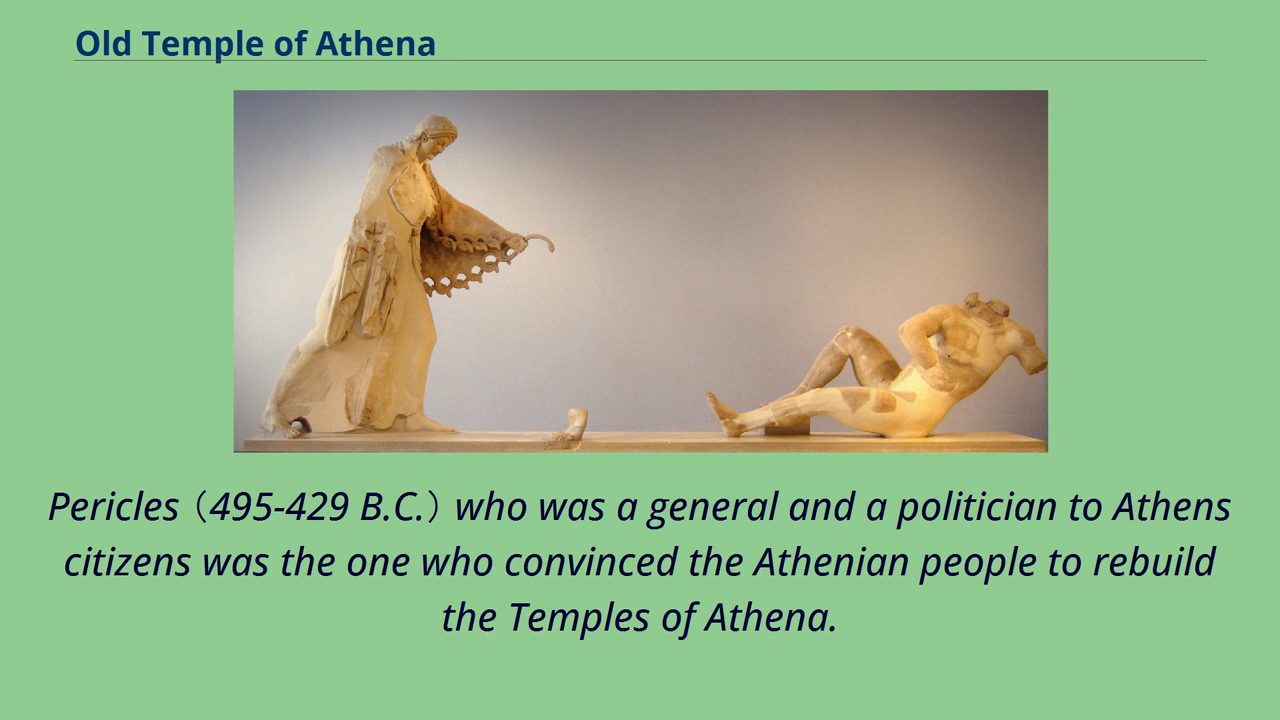 Old Temple of Athena
Pericles（495-429 B.C.）who was a general and a politician to Athens
citizens was the one who convinced the Athenian people to rebuild
the Temples of Athena.